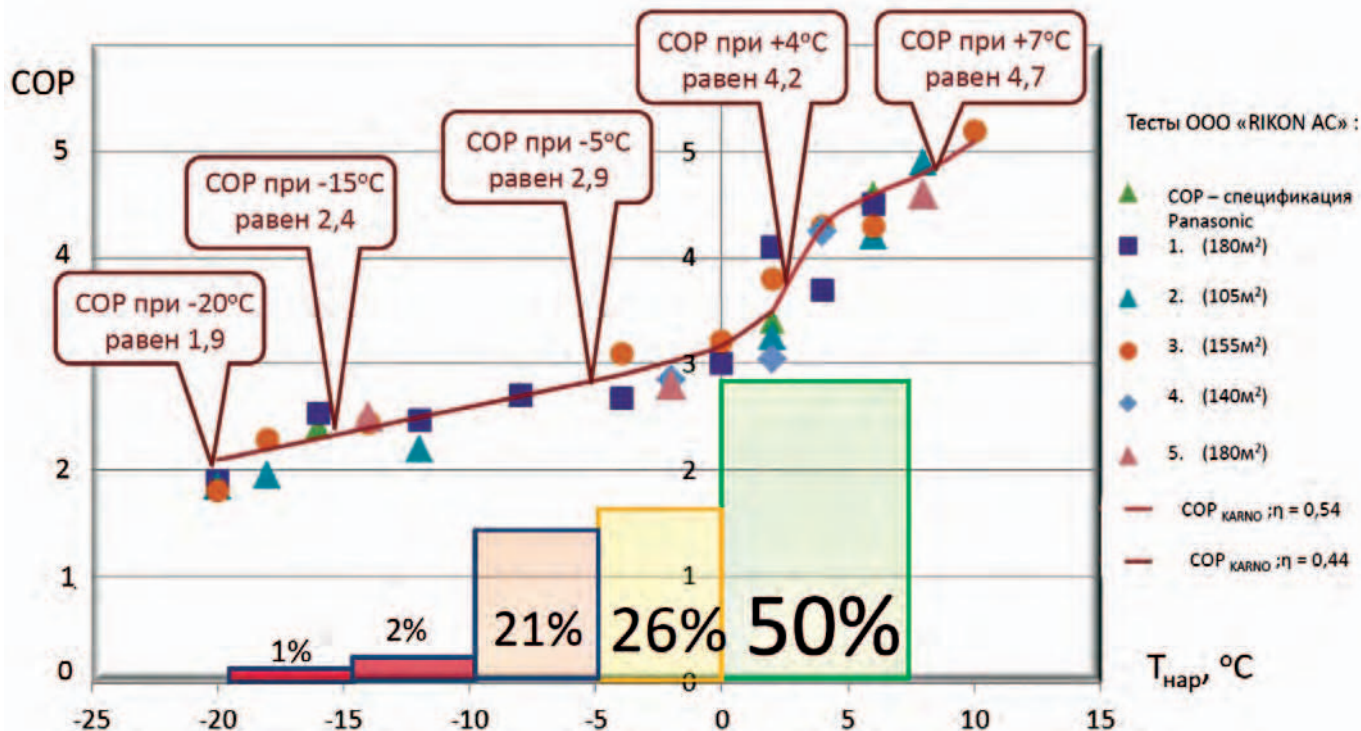 COP при +4°C
равен 4,2
COP при +7°C
равен 4,7
COP
COP при -5°C
равен 2,9
COP при -15°C
равен 2,4
COP при -20°C
равен 1,9
5
4
2
1
0
5
4
3
2
1
0
1%
2%
21%
26%
50%
-25
-20
-15
-10
-5
0
5
10
15
Tнар, °C
Тесты ООО «RIKON AC» :
COP – спецификация
Panasonic
1. (180м²)
2. (105м²)
3. (155м²)
4. (140м²)
5. (180м²)
COP KARNO ;η = 0,54
COP KARNO ;η = 0,44